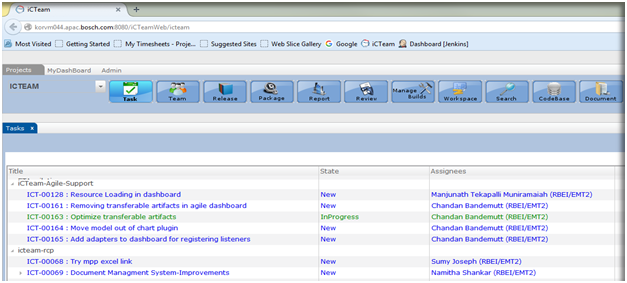 iCTeam
korvm044.apac.bosch.com:8080/iCTeamWeb/icteam
Most Visited Getting Started My Timesheets - Proje... Suggested Sites Web Slice Gallery Google iCTeam Dashboard [Jenkins]
Projects MyDashBoard Admin
ICTEAM
Task Team Release Package Report Review Manage Builds Workspace Search CodeBase Document
Tasks x
Title State Assignees
iCTeam-Agile-Support
ICT-00128 : Resource Loading in dashboard New Manjunath Tekapalli Muniramaiah (RBEI/EMT2)
ICT-00161 : Removing transferable artifacts in agile dashboard New Chandan Bandemutt (RBEI/EMT2)
ICT-00163 : Optimize transferable artifacts InProgress Chandan Bandemutt (RBEI/EMT2)
ICT-00164 : Move model out of chart plugin New Chandan Bandemutt (RBEI/EMT2)
ICT-00165 : Add adapters to dashboard for registering listeners New Chandan Bandemutt (RBEI/EMT2)
icteam-rcp
ICT-00068 : Try mpp excel link New Sumy Joseph (RBEI/EMT2)
ICT-00069 : Document Managment System-Improvements New Namitha Shankar (RBEI/EMT2)